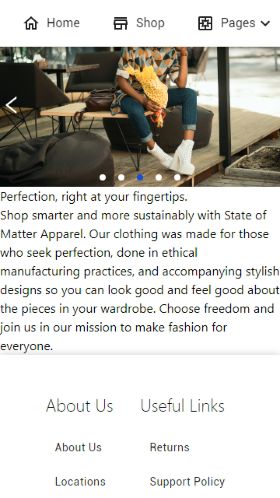 Home Shop Pages
Perfection, right at your fingertips.
Shop smarter and more sustainably with State of
Matter Apparel. Our clothing was made for those
who seek perfection, done in ethical
manufacturing practices, and accompanying stylish
designs so you can look good and feel good about
the pieces in your wardrobe. Choose freedom and
join us in our mission to make fashion for
everyone.
About Us Useful Links
About Us Returns
Locations Support Policy